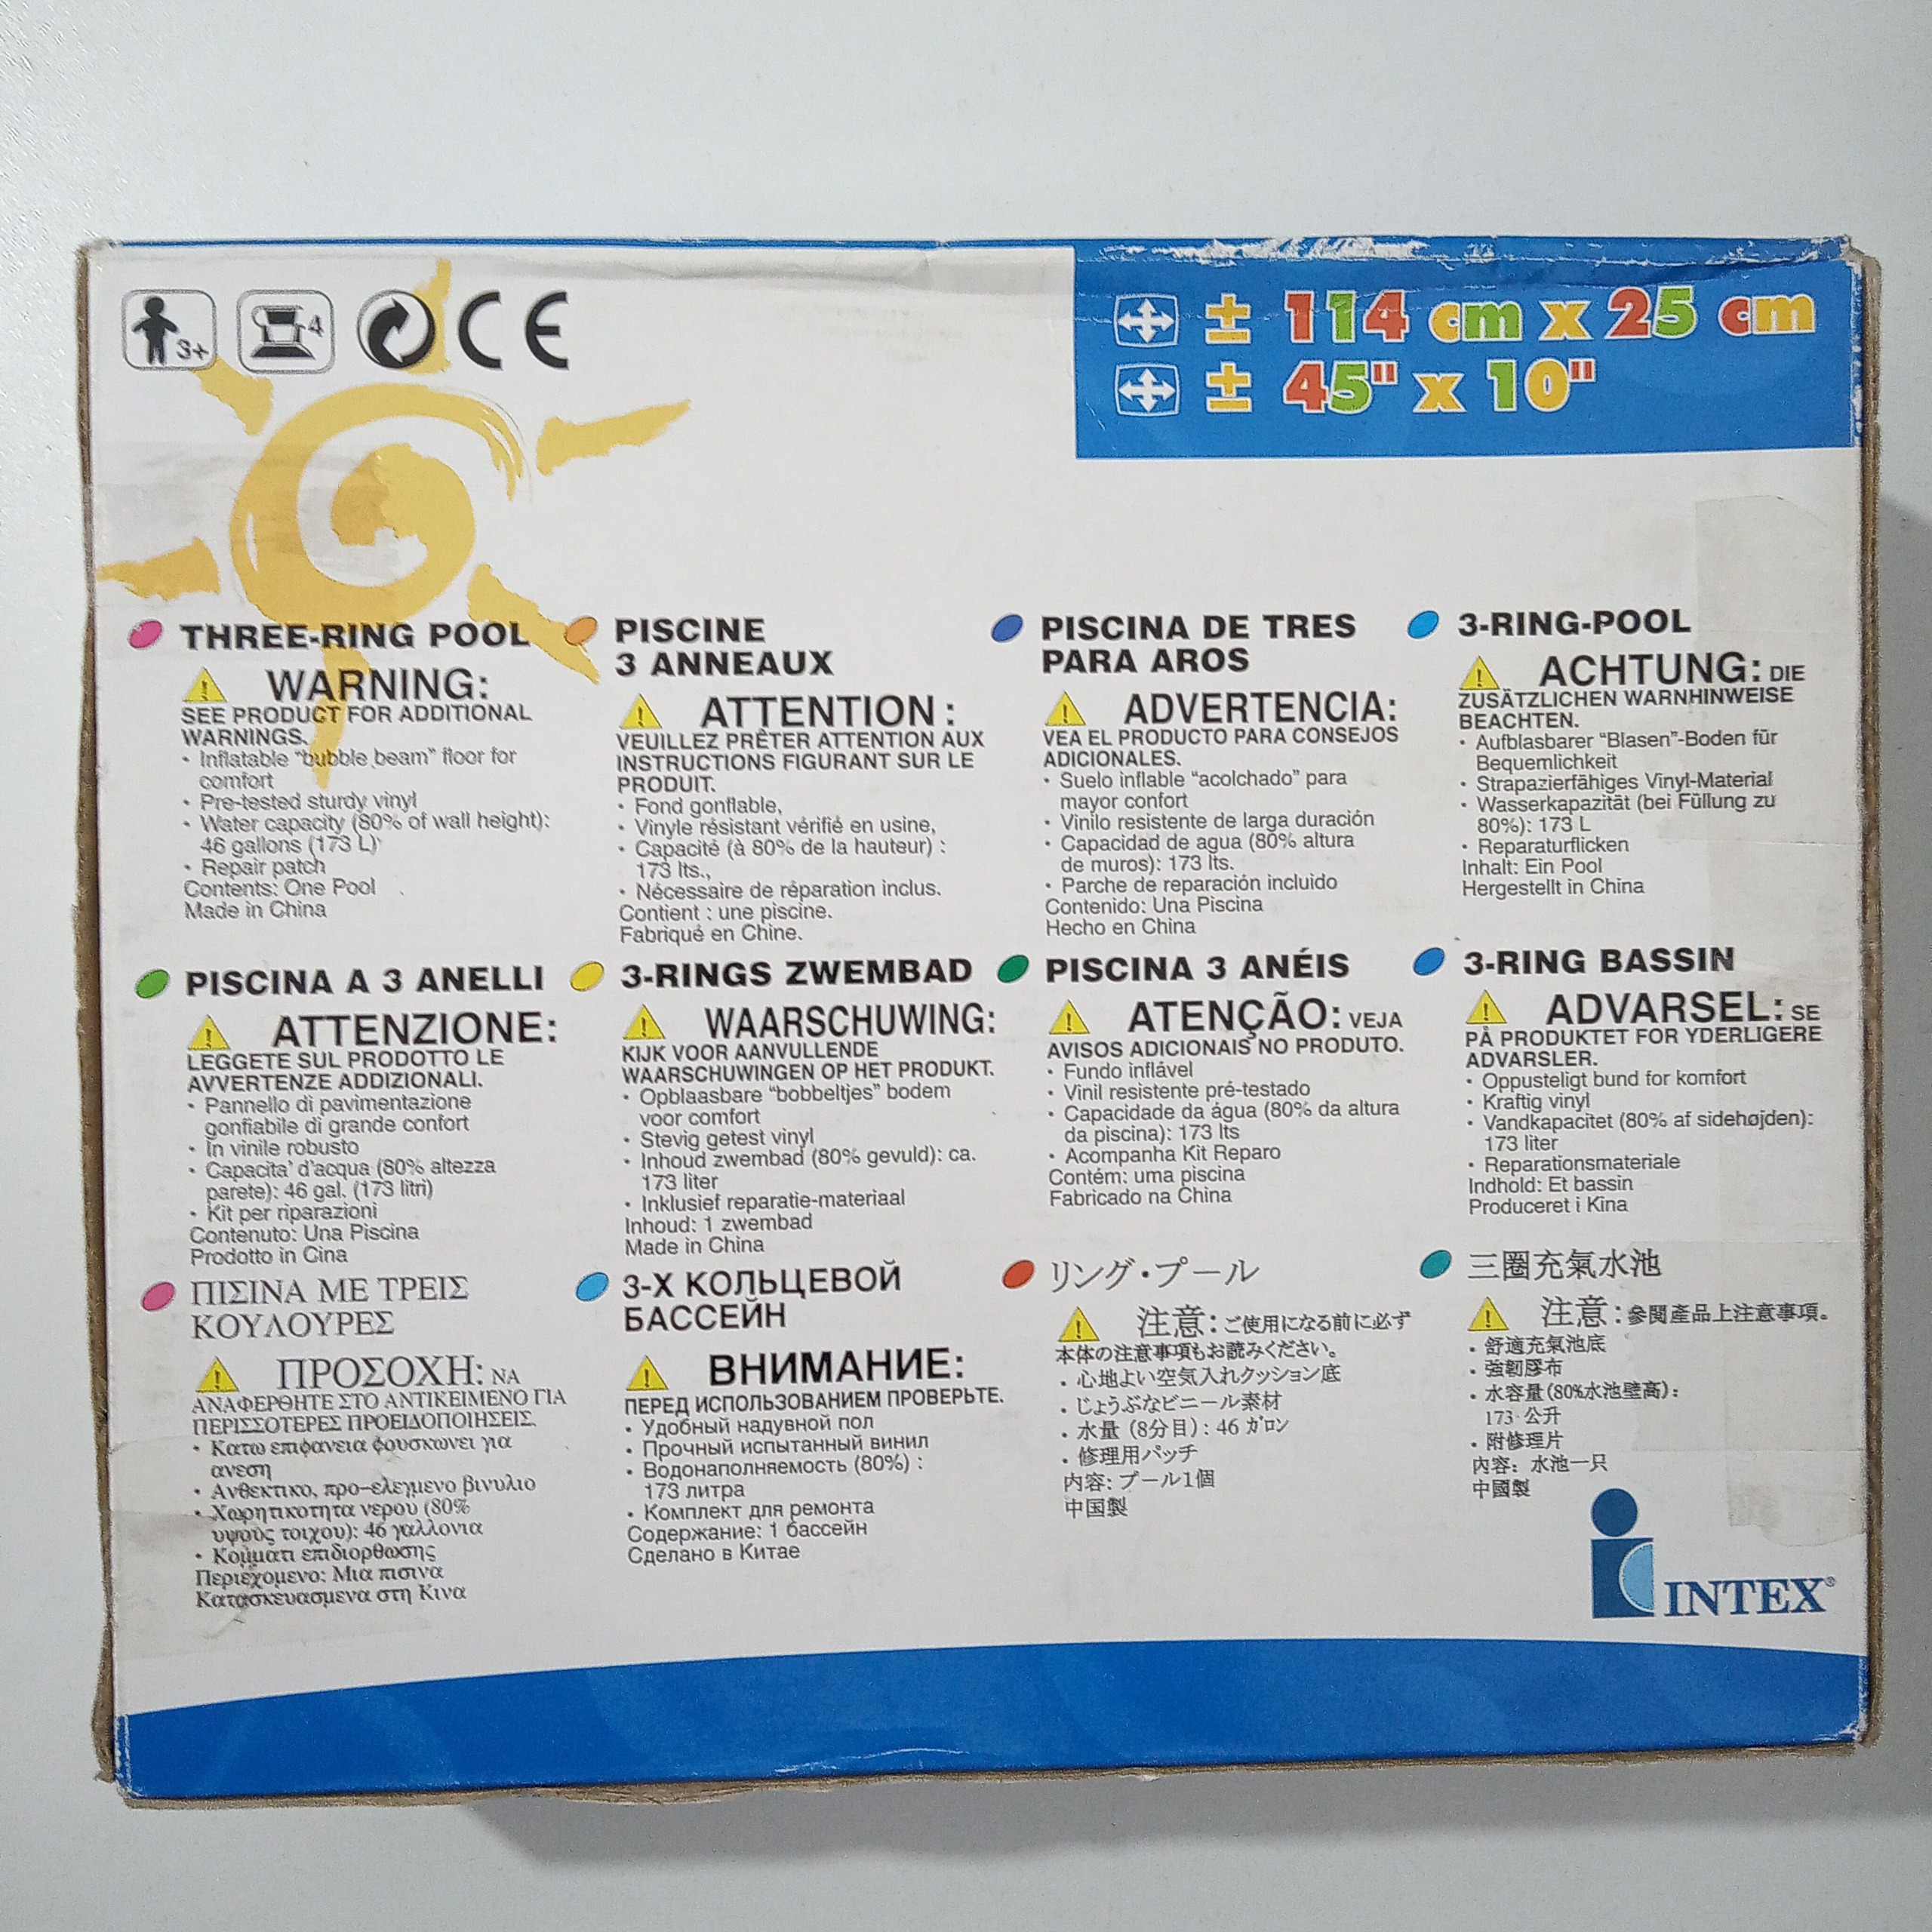 3+
4
CE
± 114 cm x 25 cm
± 45" x 10"
THREE-RING POOL
WARNING:
SEE PRODUCT FOR ADDITIONAL
WARNINGS.
• Inflatable “bubble beam” floor for
comfort
• Pre-tested sturdy vinyl
• Water capacity (80% of wall height):
46 gallons (173 L)
• Repair patch
Contents: One Pool
Made in China
PISCINE
3 ANNEAUX
ATTENTION :
VEUILLEZ PRÊTER ATTENTION AUX
INSTRUCTIONS FIGURANT SUR LE
PRODUIT.
• Fond gonflable,
• Vinyle résistant vérifié en usine,
• Capacité (à 80% de la hauteur) :
173 lts.,
• Nécessaire de réparation inclus.
Contient : une piscine.
Fabriqué en Chine.
PISCINA DE TRES
PARA AROS
ADVERTENCIA:
VEA EL PRODUCTO PARA CONSEJOS
ADICIONALES.
• Suelo inflable “acolchado” para
mayor confort
• Vinilo resistente de larga duración
• Capacidad de agua (80% altura
de muros): 173 lts.
• Parche de reparación incluido
Contenido: Una Piscina
Hecho en China
3-RING-POOL
ACHTUNG: DIE
ZUSÄTZLICHEN WARNHINWEISE
BEACHTEN.
• Aufblasbarer “Blasen”-Boden für
Bequemlichkeit
• Strapazierfähiges Vinyl-Material
• Wasserkapazität (bei Füllung zu
80%): 173 L
• Reparaturflicken
Inhalt: Ein Pool
Hergestellt in China
PISCINA A 3 ANELLI
ATTENZIONE:
LEGGETE SUL PRODOTTO LE
AVVERTENZE ADDIZIONALI.
• Pannello di pavimentazione
gonfiabile di grande confort
• In vinile robusto
• Capacita’ d’acqua (80% altezza
parete): 46 gal. (173 litri)
• Kit per riparazioni
Contenuto: Una Piscina
Prodotto in Cina
3-RINGS ZWEMBAD
WAARSCHUWING:
KIJK VOOR AANVULLENDE
WAARSCHUWINGEN OP HET PRODUKT.
• Opblaasbare “bobbeltjes” bodem
voor comfort
• Stevig getest vinyl
• Inhoud zwembad (80% gevuld): ca.
173 liter
• Inklusief reparatie-materiaal
Inhoud: 1 zwembad
Made in China
PISCINA 3 ANÉIS
ATENÇÃO: VEJA
AVISOS ADICIONAIS NO PRODUTO.
• Fundo inflável
• Vinil resistente pré-testado
• Capacidade da água (80% da altura
da piscina): 173 lts
• Acompanha Kit Reparo
Contém: uma piscina
Fabricado na China
3-RING BASSIN
ADVARSEL: SE
PÅ PRODUKTET FOR YDERLIGERE
ADVARSLER.
• Oppusteligt bund for komfort
• Kraftig vinyl
• Vandkapacitet (80% af sidehøjden):
173 liter
• Reparationsmateriale
Indhold: Et bassin
Produceret i Kina
ΠΙΣΙΝΑ ΜΕ ΤΡΕΙΣ
ΚΟΥΛΟΥΡΕΣ
ΠΡΟΣΟΧΗ: ΝΑ
ΑΝΑΦΕΡΘΗΤΕ ΣΤΟ ΑΝΤΙΚΕΙΜΕΝΟ ΓΙΑ
ΠΕΡΙΣΣΟΤΕΡΕΣ ΠΡΟΕΙΔΟΠΟΙΗΣΕΙΣ.
• Κατω επιφανεια φουσκωνει για
ανεση
• Ανθεκτικο, προ-ελεγμενο βινυλιο
• Χωρητικοτητα νερου (80%
υψους τοιχου): 46 γαλλονια
• Κομματι επιδιορθωσης
Περιεχομενο: Μια πισινα
Κατασκευασμενα στη Κινα
3-Х КОЛЬЦЕВОЙ
БАССЕЙН
ВНИМАНИЕ:
ПЕРЕД ИСПОЛЬЗОВАНИЕМ ПРОВЕРЬТЕ.
• Удобный надувной пол
• Прочный испытанный винил
• Водонаполняемость (80%) :
173 литра
• Комплект для ремонта
Содержание: 1 бассейн
Сделано в Китае
リング・プール
注意: ご使用になる前に必ず
本体の注意事項もお読みください。
• 心地よい空気入れクッション底
• じょうぶなビニール素材
• 水量 (8分目) : 46 ガロン
• 修理用パッチ
内容: プール1個
中国製
三圈充氣水池
注意: 參閱產品上注意事項。
• 舒適充氣池底
• 強韌膠布
• 水容量(80%水池壁高) :
173 公升
• 附修理片
內容: 水池一只
中國製
INTEX®